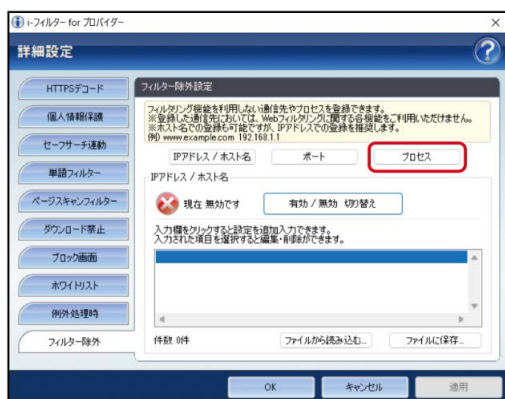 i-フィルター for プロバイダー
詳細設定
HTTPSデコード
個人情報保護
セーフサーチ連動
単語フィルター
ページスキャンフィルター
ダウンロード禁止
ブロック画面
ホワイトリスト
例外処理時
フィルター除外
フィルター除外設定
フィルタリング機能を利用しない通信先やプロセスを登録できます。
※登録した通信先においては、Webフィルタリングに関する各機能をご利用いただけません。
※ホスト名での登録も可能ですが、IPアドレスでの登録を推奨します。
例) www.example.com 192.168.1.1
IPアドレス / ホスト名 ポート プロセス
IPアドレス / ホスト名
現在 無効です 有効 / 無効 切り替え
入力欄をクリックすると設定を追加入力できます。
入力された項目を選択すると編集・削除ができます。
件数 0件 ファイルから読み込む... ファイルに保存...
OK キャンセル 適用